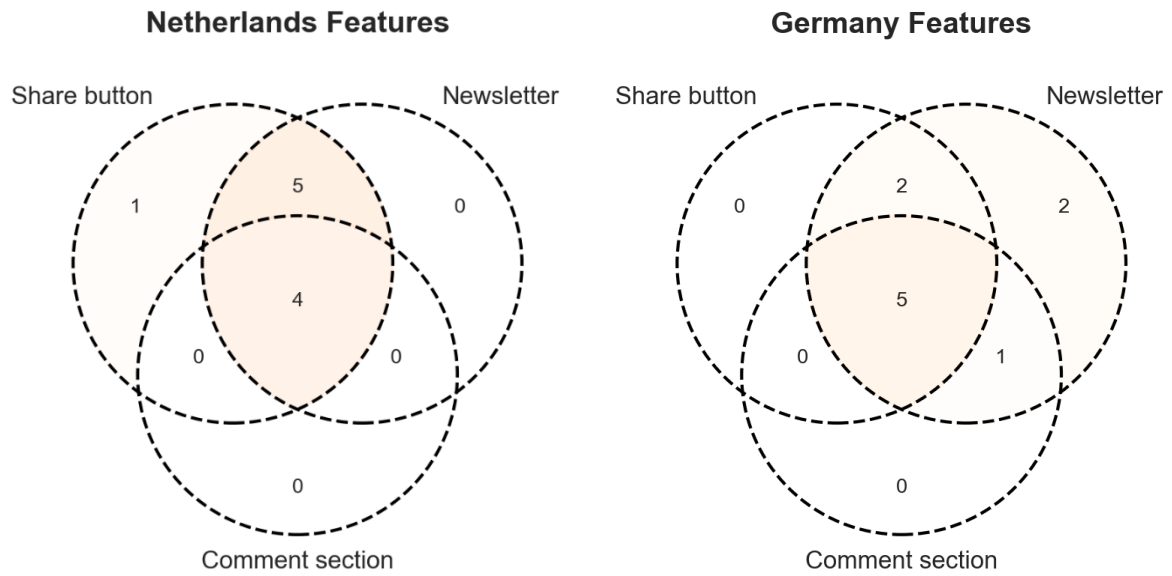 Netherlands Features
Germany Features
Share button
Newsletter
Share button
Newsletter
5
1
0
4
0
0
0
Comment section
2
0
2
5
0
1
0
Comment section